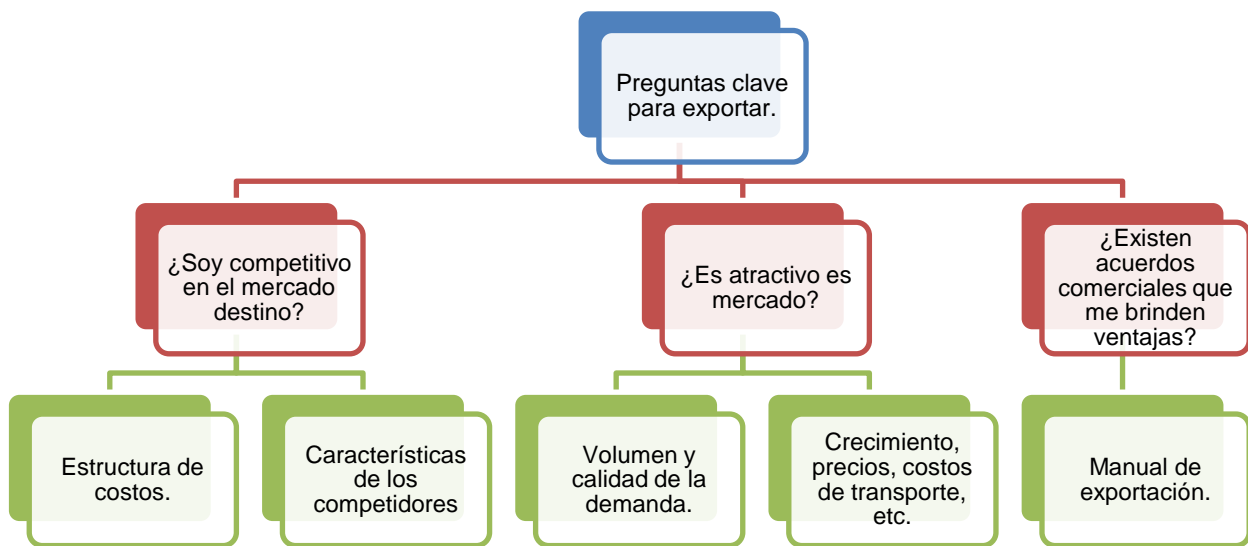 Preguntas clave
para exportar.
¿Soy competitivo
en el mercado
destino?
¿Es atractivo es
mercado?
¿Existen
acuerdos
comerciales que
me brinden
ventajas?
Estructura de
costos.
Características
de los
competidores
Volumen y
calidad de la
demanda.
Crecimiento,
precios, costos
de transporte,
etc.
Manual de
exportación.